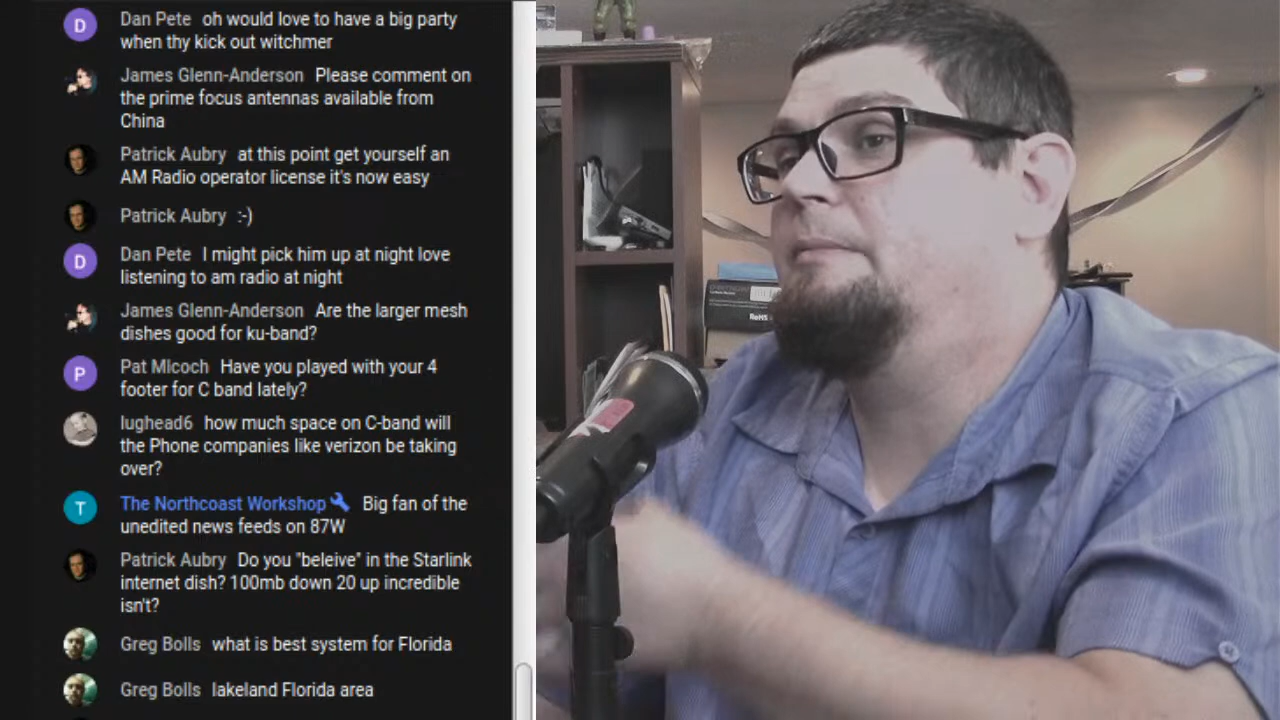 Dan Pete oh would love to have a big party
when thy kick out witchmer
James Glenn-Anderson Please comment on
the prime focus antennas available from
China
Patrick Aubry at this point get yourself an
AM Radio operator license it's now easy
Patrick Aubry :-)
Dan Pete I might pick him up at night love
listening to am radio at night
James Glenn-Anderson Are the larger mesh
dishes good for ku-band?
Pat Mlcoch Have you played with your 4
footer for C band lately?
lughead6 how much space on C-band will
the Phone companies like verizon be taking
over?
The Northcoast Workshop Big fan of the
unedited news feeds on 87W
Patrick Aubry Do you "beleive" in the Starlink
internet dish? 100mb down 20 up incredible
isn't?
Greg Bolls what is best system for Florida
Greg Bolls lakeland Florida area
D
D
P
T
RoHS